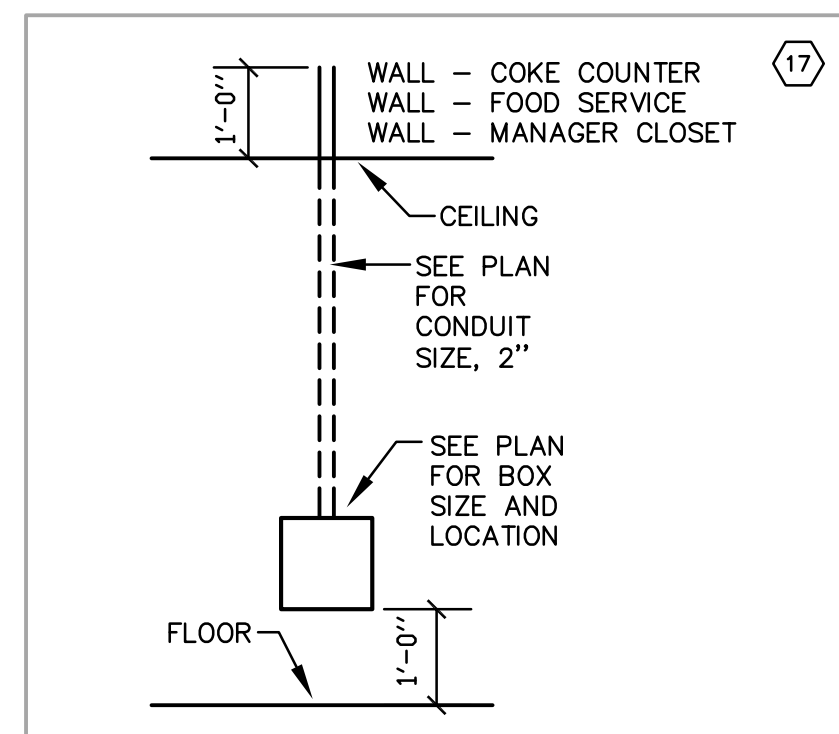 WALL – COKE COUNTER
WALL – FOOD SERVICE
WALL – MANAGER CLOSET
17
1'-0"
CEILING
SEE PLAN
FOR
CONDUIT
SIZE, 2"
SEE PLAN
FOR BOX
SIZE AND
LOCATION
FLOOR
1'-0"